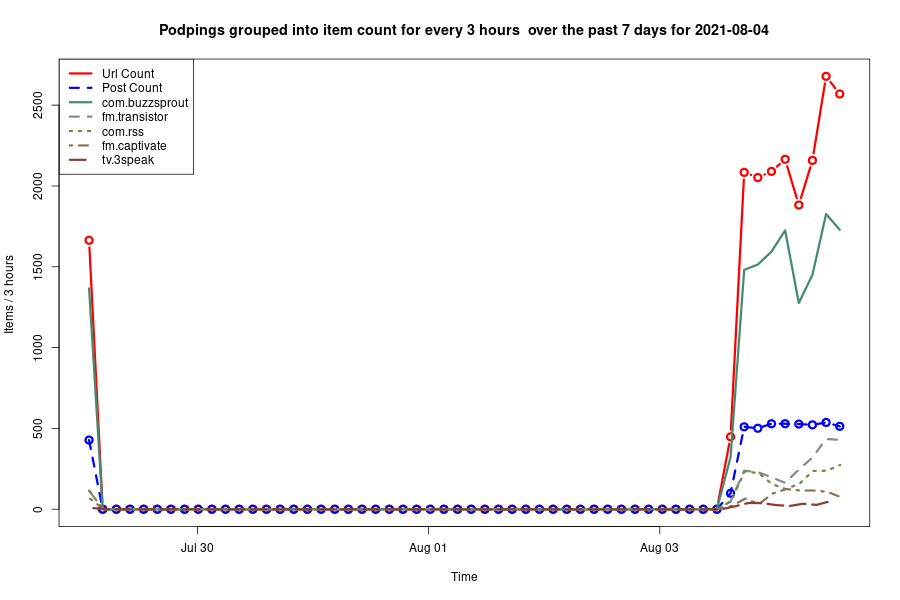 Podpings grouped into item count for every 3 hours  over the past 7 days for 2021-08-04
Url Count
Post Count
com.buzzsprout
fm.transistor
com.rss
fm.captivate
tv.3speak
2500
2000
1500
1000
500
0
Items / 3 hours
Jul 30
Aug 01
Aug 03
Time